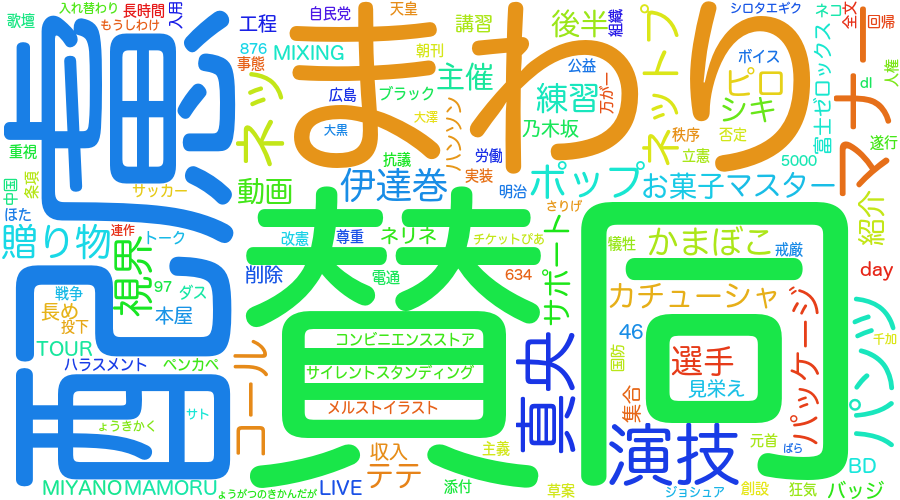 配慮
まわり
賛同
マナー
歌壇
入れ替わり
もうしわけ
長時間
入用
工程
自民党
天皇
講習
後半
組織
ネットプ
シロタエギク
ネコ
全文
回帰
876
事態
MIXING
朝刊
主催
公益
ボイス
ピロ
富士ゼロックス
人権
di
ネッ
広島
ブラック
練習
万が一
シキ
大黒
大澤
ハンソン
乃木坂
秩序
否定
遂行
重視
抗議
労働
立憲
5000
中国
条項
サッカー
動画
伊達巻
実装
明治
ポップ
お菓子マスター
ほた
さりげ
紹介
贈り物
連作
トーク
視界
改憲
尊重
ネリネ
チケットぴあ
サポート
犠牲
かまぼこ
戒厳
戦争
97
ダス
削除
電通
634
カチューシャ
day
長め
投下
本屋
パンツ
パッケージ
TOUR
コンビニエンスストア
真央
46
国防
選手
千加
ハラスメント
ペンカベ
コール
サイレントスタンディング
見栄え
メルストイラスト
集合
サト
ょうきかく
演技
元首
ばら
収入
主義
テテ
BD
MIYANO
MAMORU
ょうがつのきかんだが
LIVE
添付
草案
ジョシュア
創設
狂気
バッジ